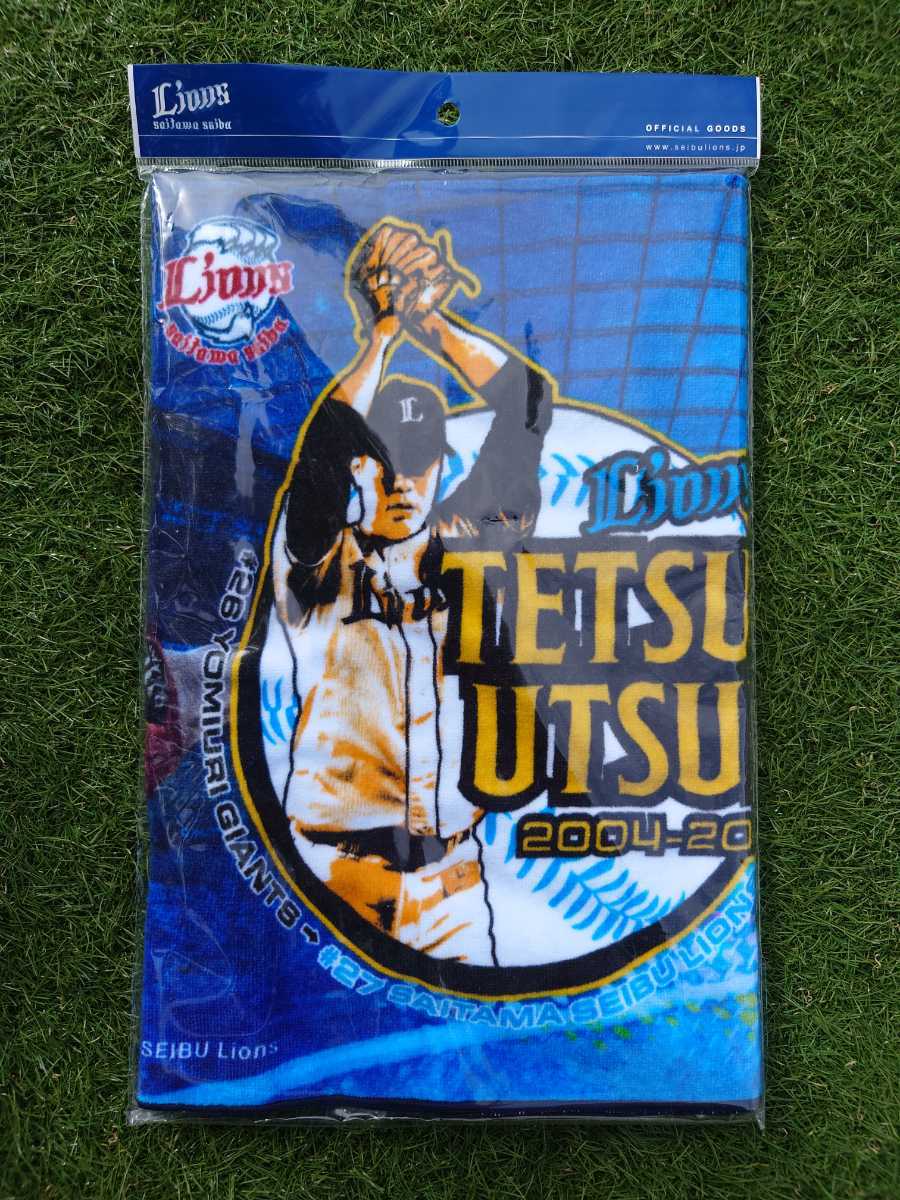 Lions
saitama seibu
OFFICIAL GOODS
www.seibulions.jp
Lions
saitama seibu
L
Lions
Lions
TETSU
UTSU
2004-20
#26 YOMIURI GIANTS → #27 SAITAMA SEIBU LIONS
SEIBU Lions